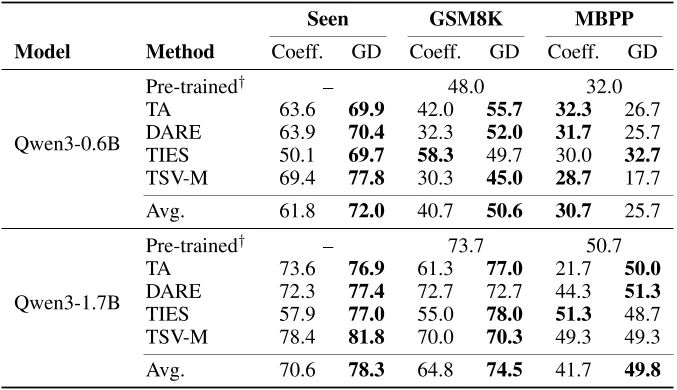 Seen GSM8K MBPP
Model Method Coeff. GD Coeff. GD Coeff. GD
Pre-trained† – 48.0 32.0
TA 63.6 69.9 42.0 55.7 32.3 26.7
DARE 63.9 70.4 32.3 52.0 31.7 25.7
Qwen3-0.6B
TIES 50.1 69.7 58.3 49.7 30.0 32.7
TSV-M 69.4 77.8 30.3 45.0 28.7 17.7
Avg. 61.8 72.0 40.7 50.6 30.7 25.7
Pre-trained† – 73.7 50.7
TA 73.6 76.9 61.3 77.0 21.7 50.0
DARE 72.3 77.4 72.7 72.7 44.3 51.3
Qwen3-1.7B
TIES 57.9 77.0 55.0 78.0 51.3 48.7
TSV-M 78.4 81.8 70.0 70.3 49.3 49.3
Avg. 70.6 78.3 64.8 74.5 41.7 49.8